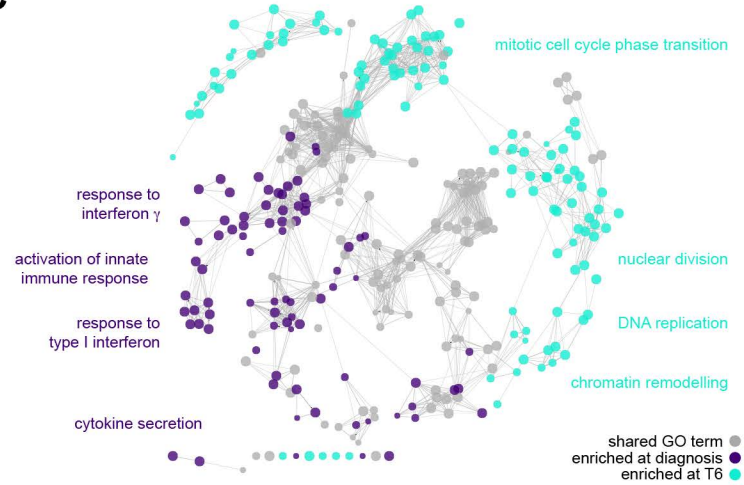 mitotic cell cycle phase transition
response to
interferon γ
activation of innate
immune response
nuclear division
response to
type I interferon
DNA replication
chromatin remodelling
cytokine secretion
shared GO term
enriched at diagnosis
enriched at T6